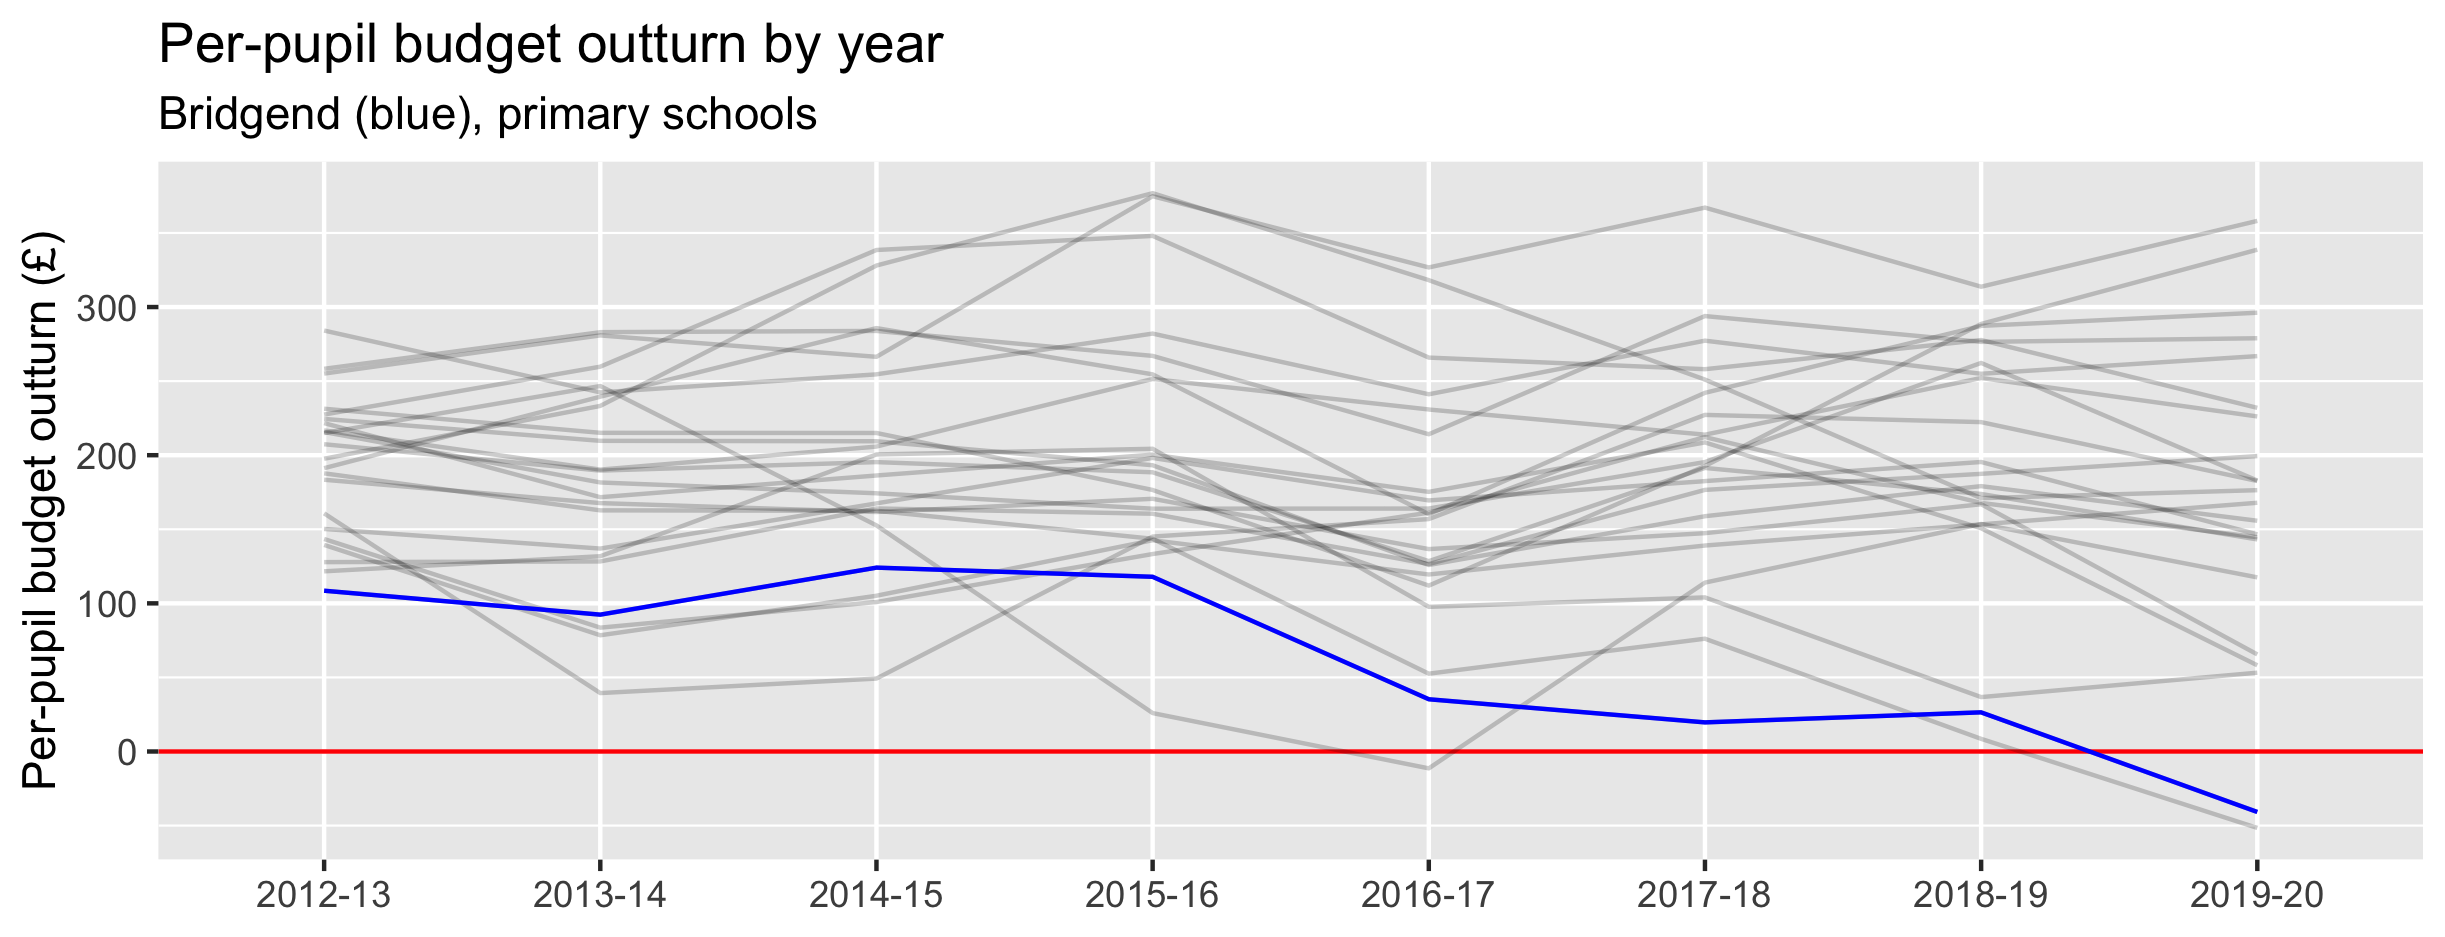 Per-pupil budget outturn by year
Bridgend (blue), primary schools
Per-pupil budget outturn (£)
300
200
100
0
2012-13 2013-14 2014-15 2015-16 2016-17 2017-18 2018-19 2019-20